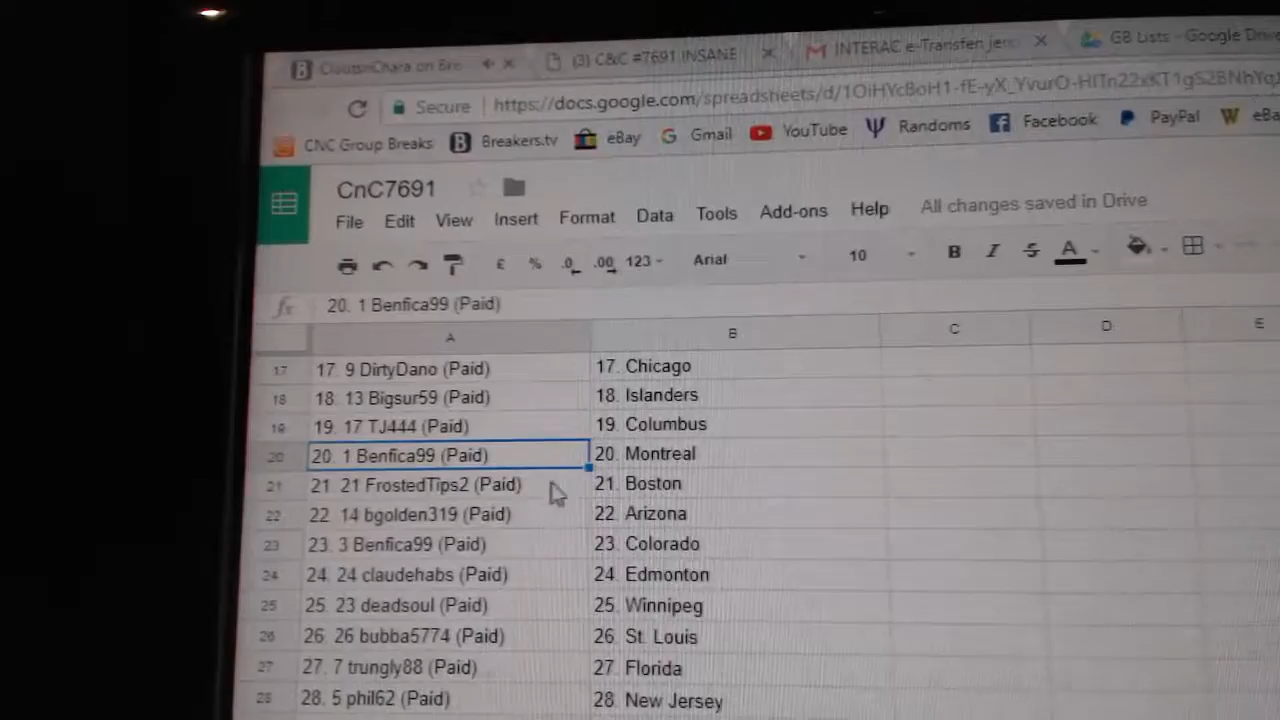 (3) C&C #7691 INSANE INTERAC e-Transfer GB Lists - Google Drive
Secure https://docs.google.com/spreadsheets/d/
CNC Group Breaks Breakers.tv eBay Gmail YouTube Randoms Facebook PayPal
CnC7691
File Edit View Insert Format Data Tools Add-ons Help All changes saved in Drive
£ % .0 .00 123 Arial 10 B I S A
fx 20. 1 Benfica99 (Paid)
A B C D E
17 17. 9 DirtyDano (Paid) 17. Chicago
18 18. 13 Bigsur59 (Paid) 18. Islanders
19 19. 17 TJ444 (Paid) 19. Columbus
20 20. 1 Benfica99 (Paid) 20. Montreal
21 21 21 FrostedTips2 (Paid) 21. Boston
22 22. 14 bgolden319 (Paid) 22. Arizona
23 23. 3 Benfica99 (Paid) 23. Colorado
24 24. 24 claudehabs (Paid) 24. Edmonton
25 25. 23 deadsoul (Paid) 25. Winnipeg
26 26. 26 bubba5774 (Paid) 26. St. Louis
27 27. 7 trungly88 (Paid) 27. Florida
28 28. 5 phil62 (Paid) 28. New Jersey